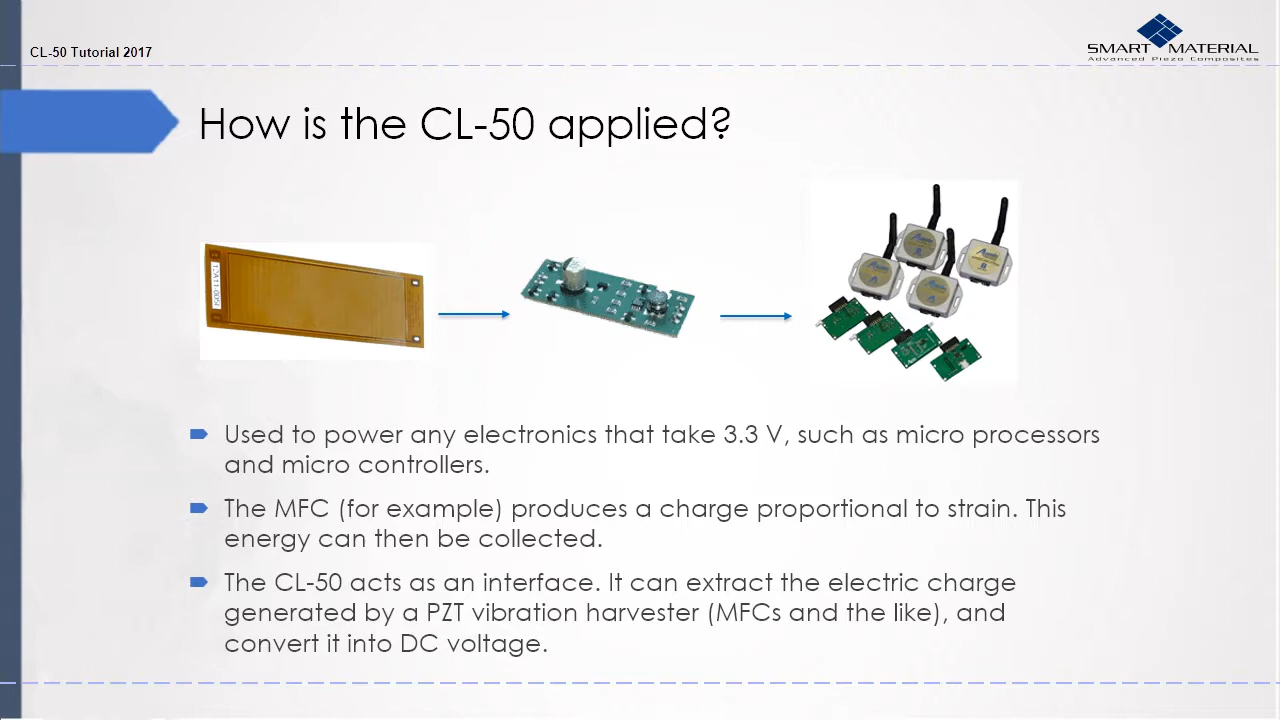 CL-50 Tutorial 2017
SMART MATERIAL
Advanced Piezo Composites
How is the CL-50 applied?
Used to power any electronics that take 3.3 V, such as micro processors
and micro controllers.
The MFC (for example) produces a charge proportional to strain. This
energy can then be collected.
The CL-50 acts as an interface. It can extract the electric charge
generated by a PZT vibration harvester (MFCs and the like), and
convert it into DC voltage.